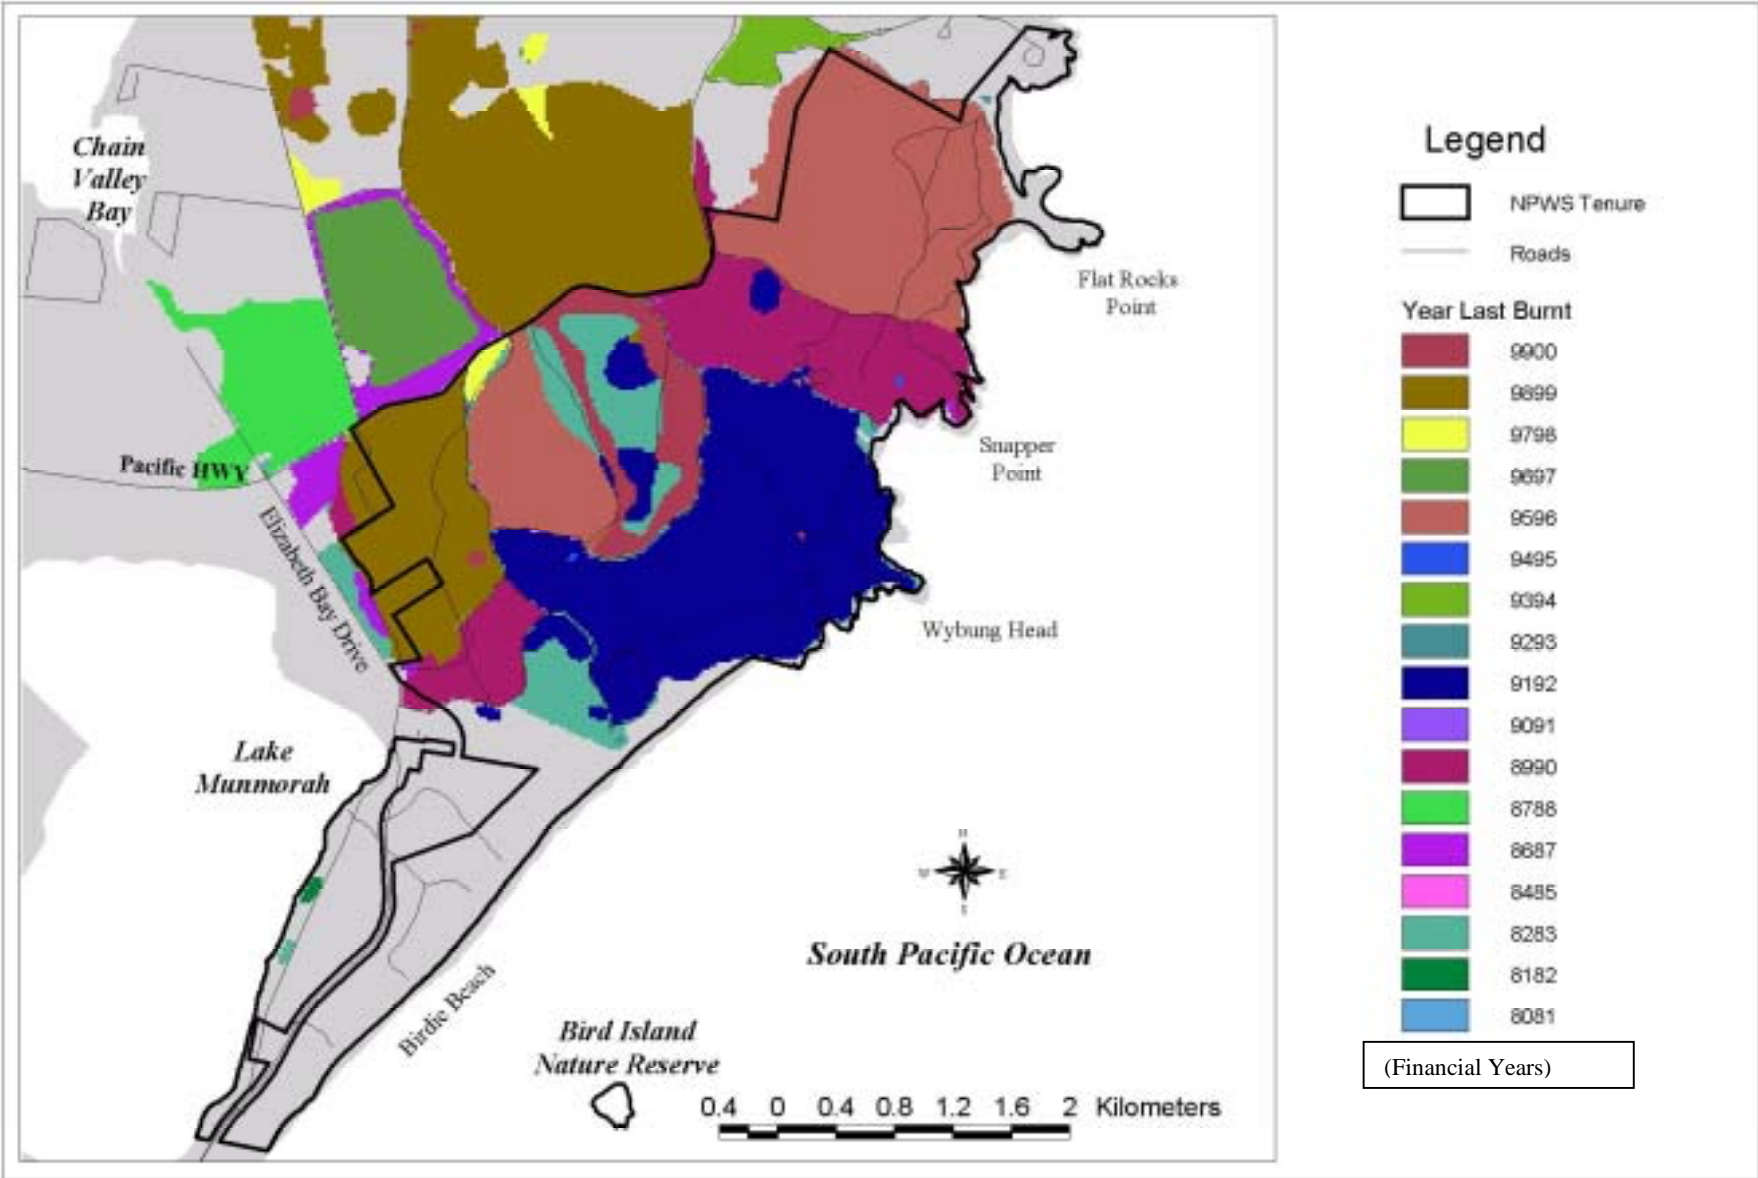 Chain
Valley
Bay
Pacific HWY
Elizabeth Bay Drive
Lake
Munmorah
Birdie Beach
Bird Island
Nature Reserve
South Pacific Ocean
Flat Rocks
Point
Snapper
Point
Wybung Head
N
W E
S
0.4 0 0.4 0.8 1.2 1.6 2 Kilometers
Legend
NPWS Tenure
Roads
Year Last Burnt
9900
9899
9798
9697
9596
9495
9394
9293
9192
9091
8990
8788
8687
8485
8283
8182
8081
(Financial Years)